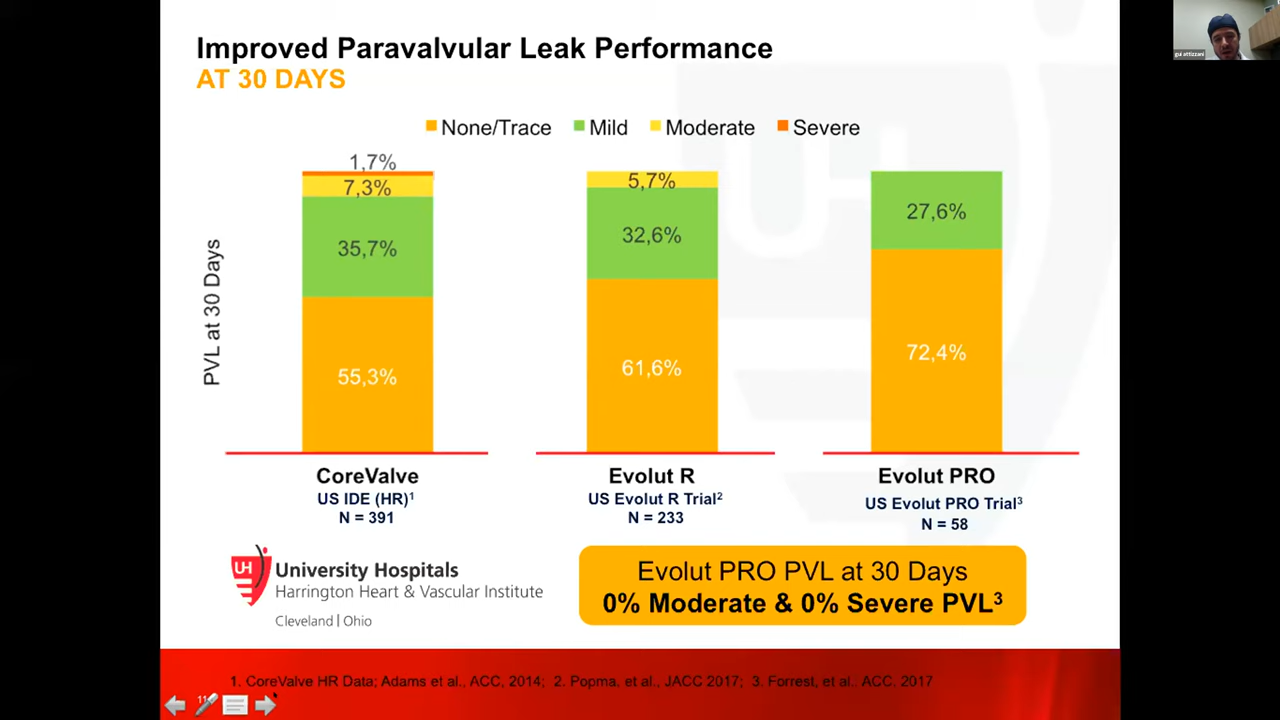 Improved Paravalvular Leak Performance
AT 30 DAYS
gui attizzani
None/Trace Mild Moderate Severe
PVL at 30 Days
1,7%
7,3%
35,7%
55,3%
5,7%
32,6%
61,6%
27,6%
72,4%
CoreValve
US IDE (HR)¹
N = 391
Evolut R
US Evolut R Trial²
N = 233
Evolut PRO
US Evolut PRO Trial³
N = 58
UH
University Hospitals
Harrington Heart & Vascular Institute
Cleveland | Ohio
Evolut PRO PVL at 30 Days
0% Moderate & 0% Severe PVL³
1. CoreValve HR Data; Adams et al., ACC, 2014; 2. Popma, et al., JACC 2017; 3. Forrest, et al., ACC. 2017
11